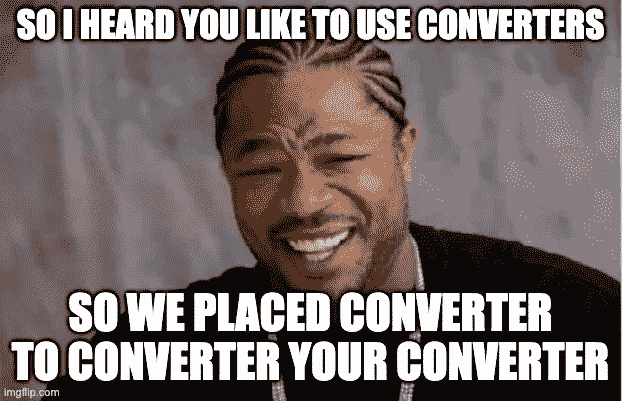 SO I HEARD YOU LIKE TO USE CONVERTERS
SO WE PLACED CONVERTER
TO CONVERTER YOUR CONVERTER
imgflip.com